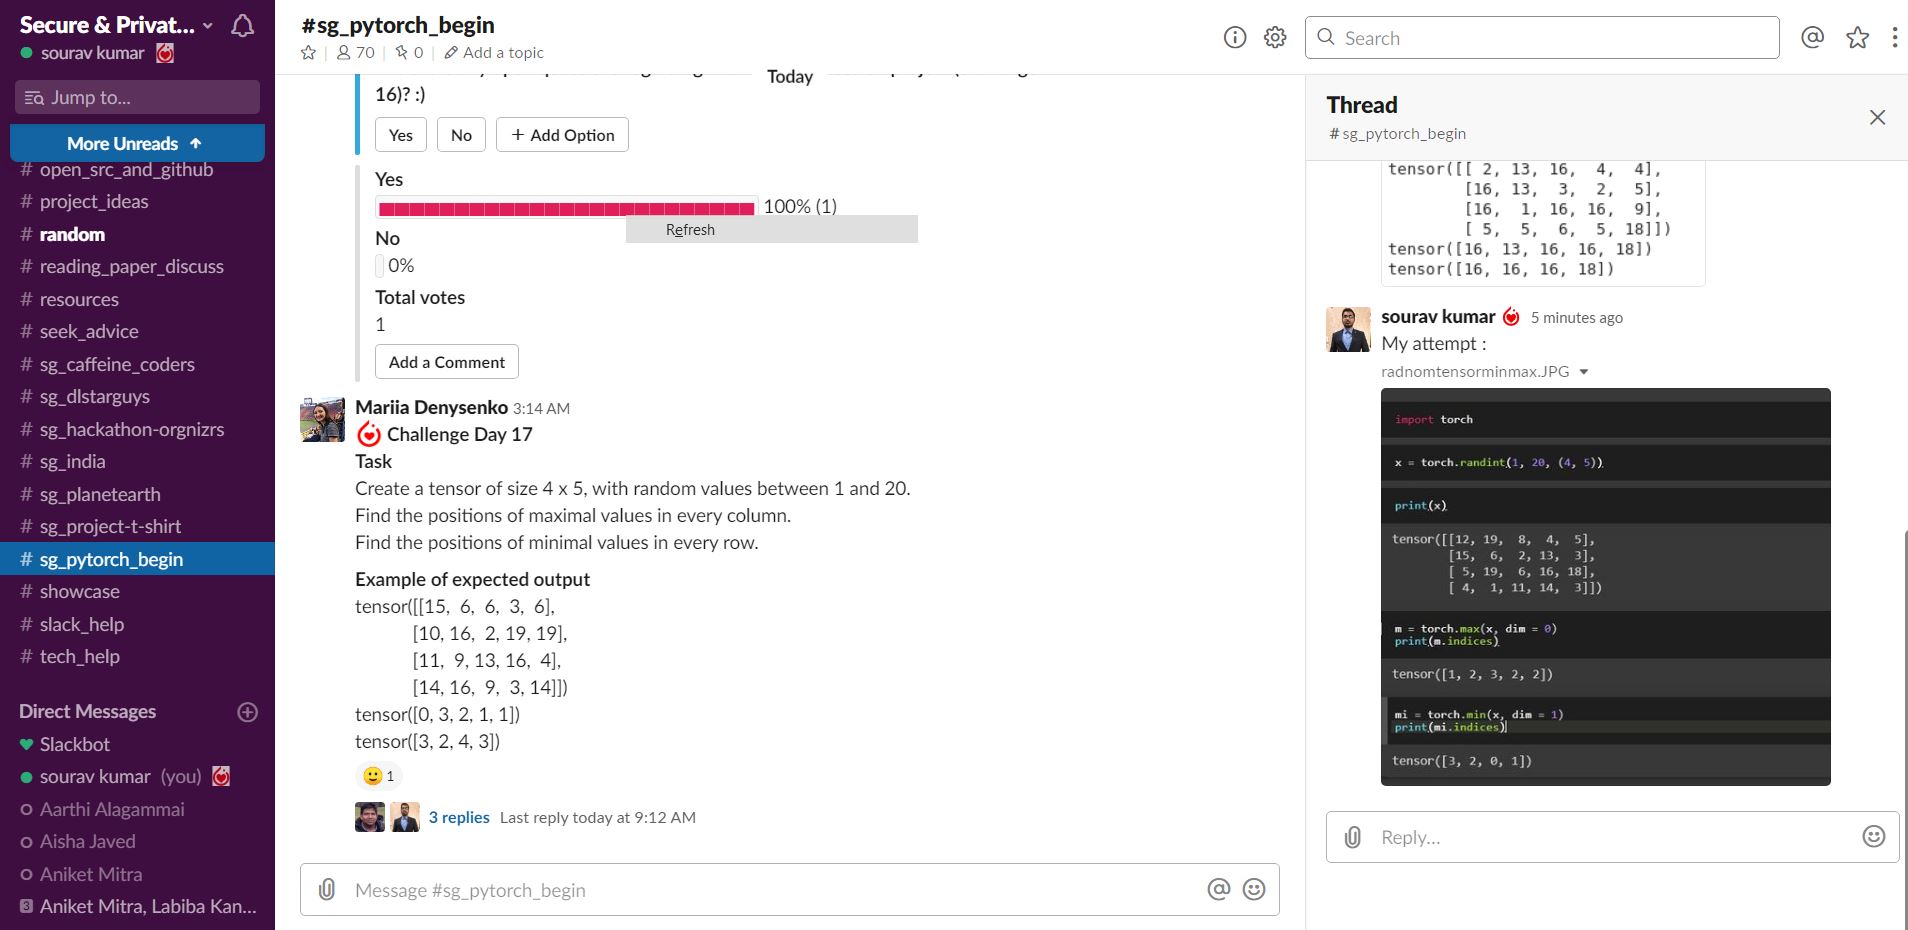 Secure & Privat...
sourav kumar
Jump to...
More Unreads ↑
# open_src_and_github
# project_ideas
# random
# reading_paper_discuss
# resources
# seek_advice
# sg_caffeine_coders
# sg_dlstarguys
# sg_hackathon-orgnizrs
# sg_india
# sg_planetearth
# sg_project-t-shirt
# sg_pytorch_begin
# showcase
# slack_help
# tech_help
Direct Messages
Slackbot
sourav kumar (you)
Aarthi Alagammai
Aisha Javed
Aniket Mitra
3 Aniket Mitra, Labiba Kan...
#sg_pytorch_begin
70 | 0 | Add a topic
Search
Today
16)? :)
Yes No + Add Option
Yes
100% (1)
Refresh
No
0%
Total votes
1
Add a Comment
Mariia Denysenko 3:14 AM
Challenge Day 17
Task
Create a tensor of size 4 x 5, with random values between 1 and 20.
Find the positions of maximal values in every column.
Find the positions of minimal values in every row.
Example of expected output
tensor([[15, 6, 6, 3, 6],
[10, 16, 2, 19, 19],
[11, 9, 13, 16, 4],
[14, 16, 9, 3, 14]])
tensor([0, 3, 2, 1, 1])
tensor([3, 2, 4, 3])
1
3 replies Last reply today at 9:12 AM
Message #sg_pytorch_begin
Thread
# sg_pytorch_begin
tensor([[ 2, 13, 16, 4, 4],
[16, 13, 3, 2, 5],
[16, 1, 16, 16, 9],
[ 5, 5, 6, 5, 18]])
tensor([16, 13, 16, 16, 18])
tensor([16, 16, 16, 18])
sourav kumar 5 minutes ago
My attempt :
radnomtensorminmax.JPG
import torch
x = torch.randint(1, 20, (4, 5))
print(x)
tensor([[12, 19, 8, 4, 5],
[15, 6, 2, 13, 3],
[ 5, 19, 6, 16, 18],
[ 4, 1, 11, 14, 3]])
m = torch.max(x, dim = 0)
print(m.indices)
tensor([1, 2, 3, 2, 2])
mi = torch.min(x, dim = 1)
print(mi.indices)
tensor([3, 2, 0, 1])
Reply...